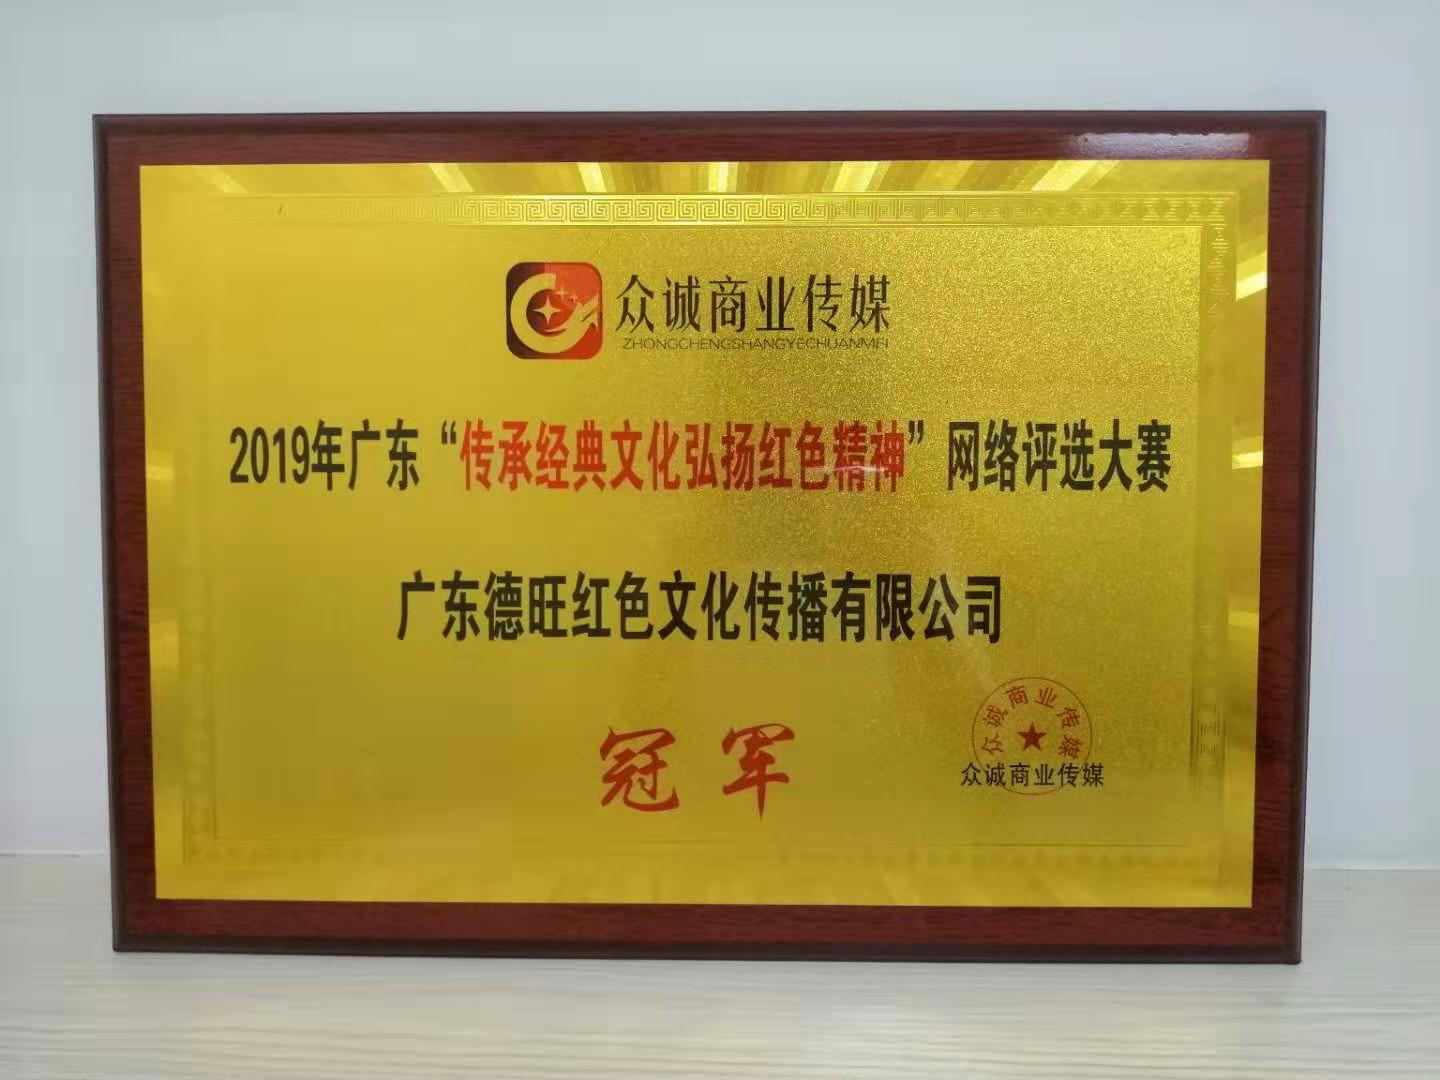 众诚商业传媒
ZHONGCHENGSHANGYECHUANMEI
2019年广东“传承经典文化弘扬红色精神”网络评选大赛
广东德旺红色文化传播有限公司
冠军
众诚商业传媒
众诚商业传媒